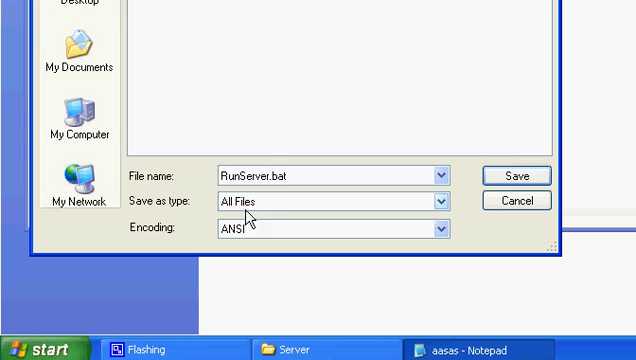 Desktop
My Documents
My Computer
My Network
File name:
RunServer.bat
Save
Save as type:
All Files
Cancel
Encoding:
ANSI
start
Flashing
Server
aasas - Notepad